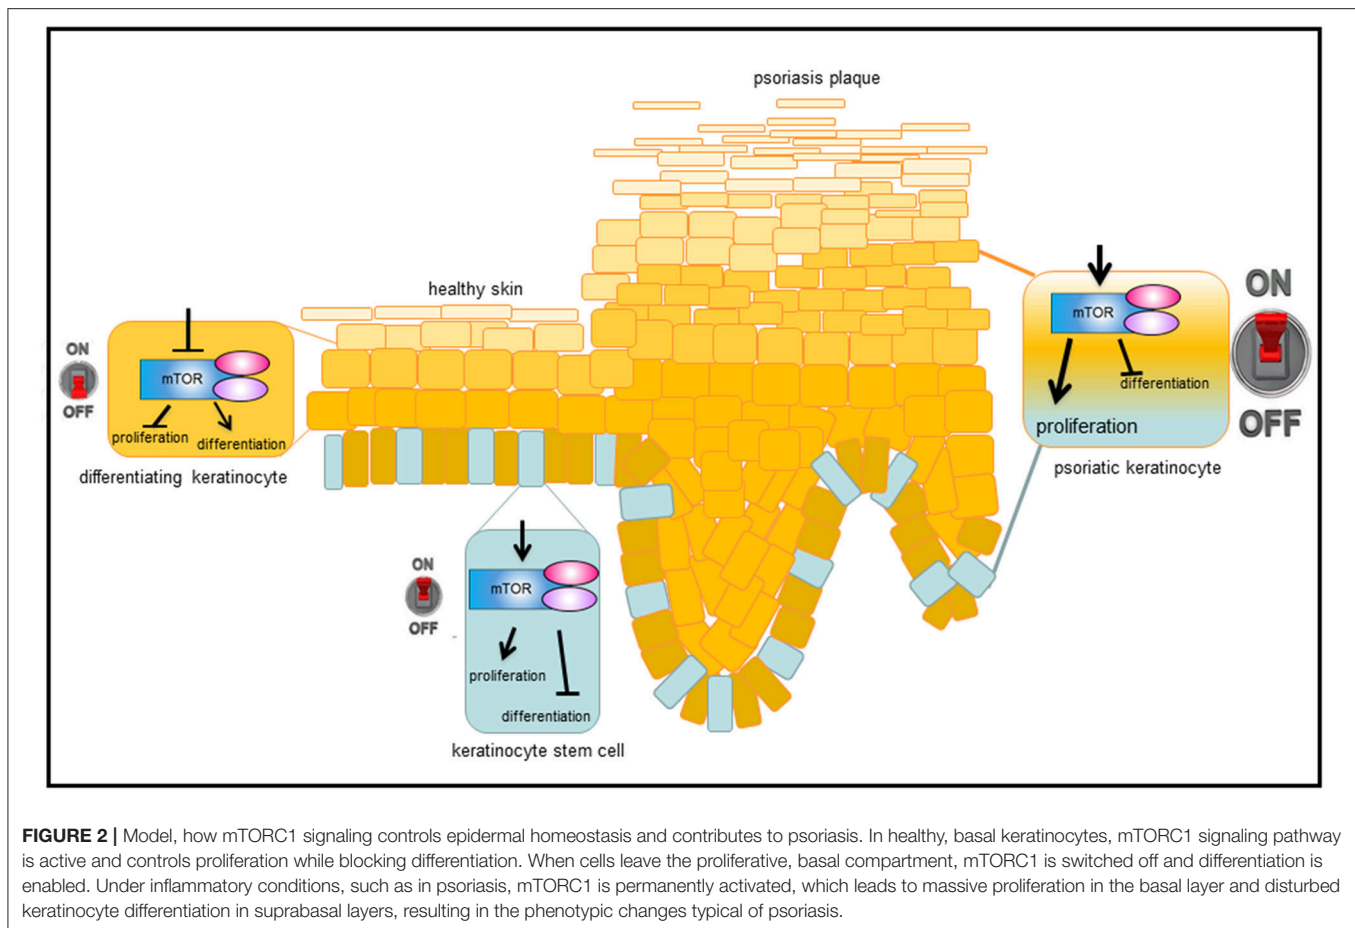 psoriasis plaque
healthy skin
ON
mTOR
OFF
proliferation
differentiation
differentiating keratinocyte
ON
mTOR
differentiation
proliferation
OFF
psoriatic keratinocyte
ON
mTOR
OFF
proliferation
differentiation
keratinocyte stem cell
FIGURE 2 | Model, how mTORC1 signaling controls epidermal homeostasis and contributes to psoriasis. In healthy, basal keratinocytes, mTORC1 signaling pathway
is active and controls proliferation while blocking differentiation. When cells leave the proliferative, basal compartment, mTORC1 is switched off and differentiation is
enabled. Under inflammatory conditions, such as in psoriasis, mTORC1 is permanently activated, which leads to massive proliferation in the basal layer and disturbed
keratinocyte differentiation in suprabasal layers, resulting in the phenotypic changes typical of psoriasis.